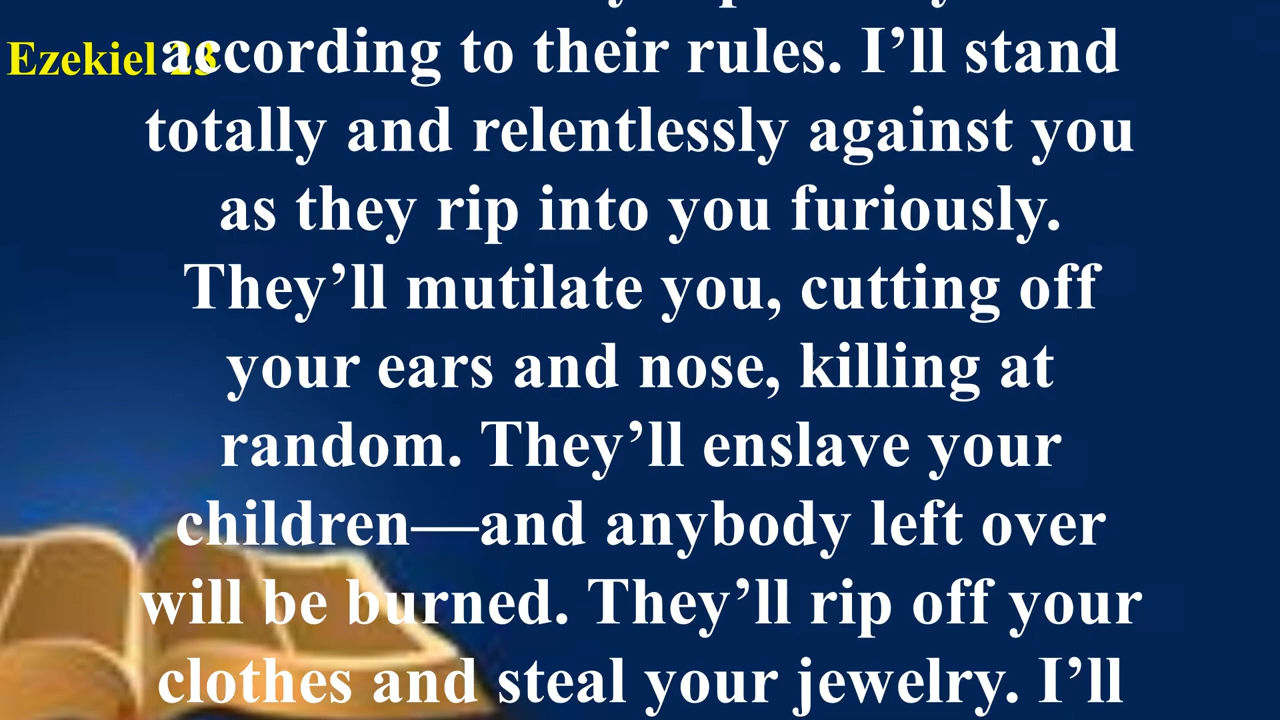 Ezekiel 23
according to their rules. I’ll stand
totally and relentlessly against you
as they rip into you furiously.
They’ll mutilate you, cutting off
your ears and nose, killing at
random. They’ll enslave your
children—and anybody left over
will be burned. They’ll rip off your
clothes and steal your jewelry. I’ll